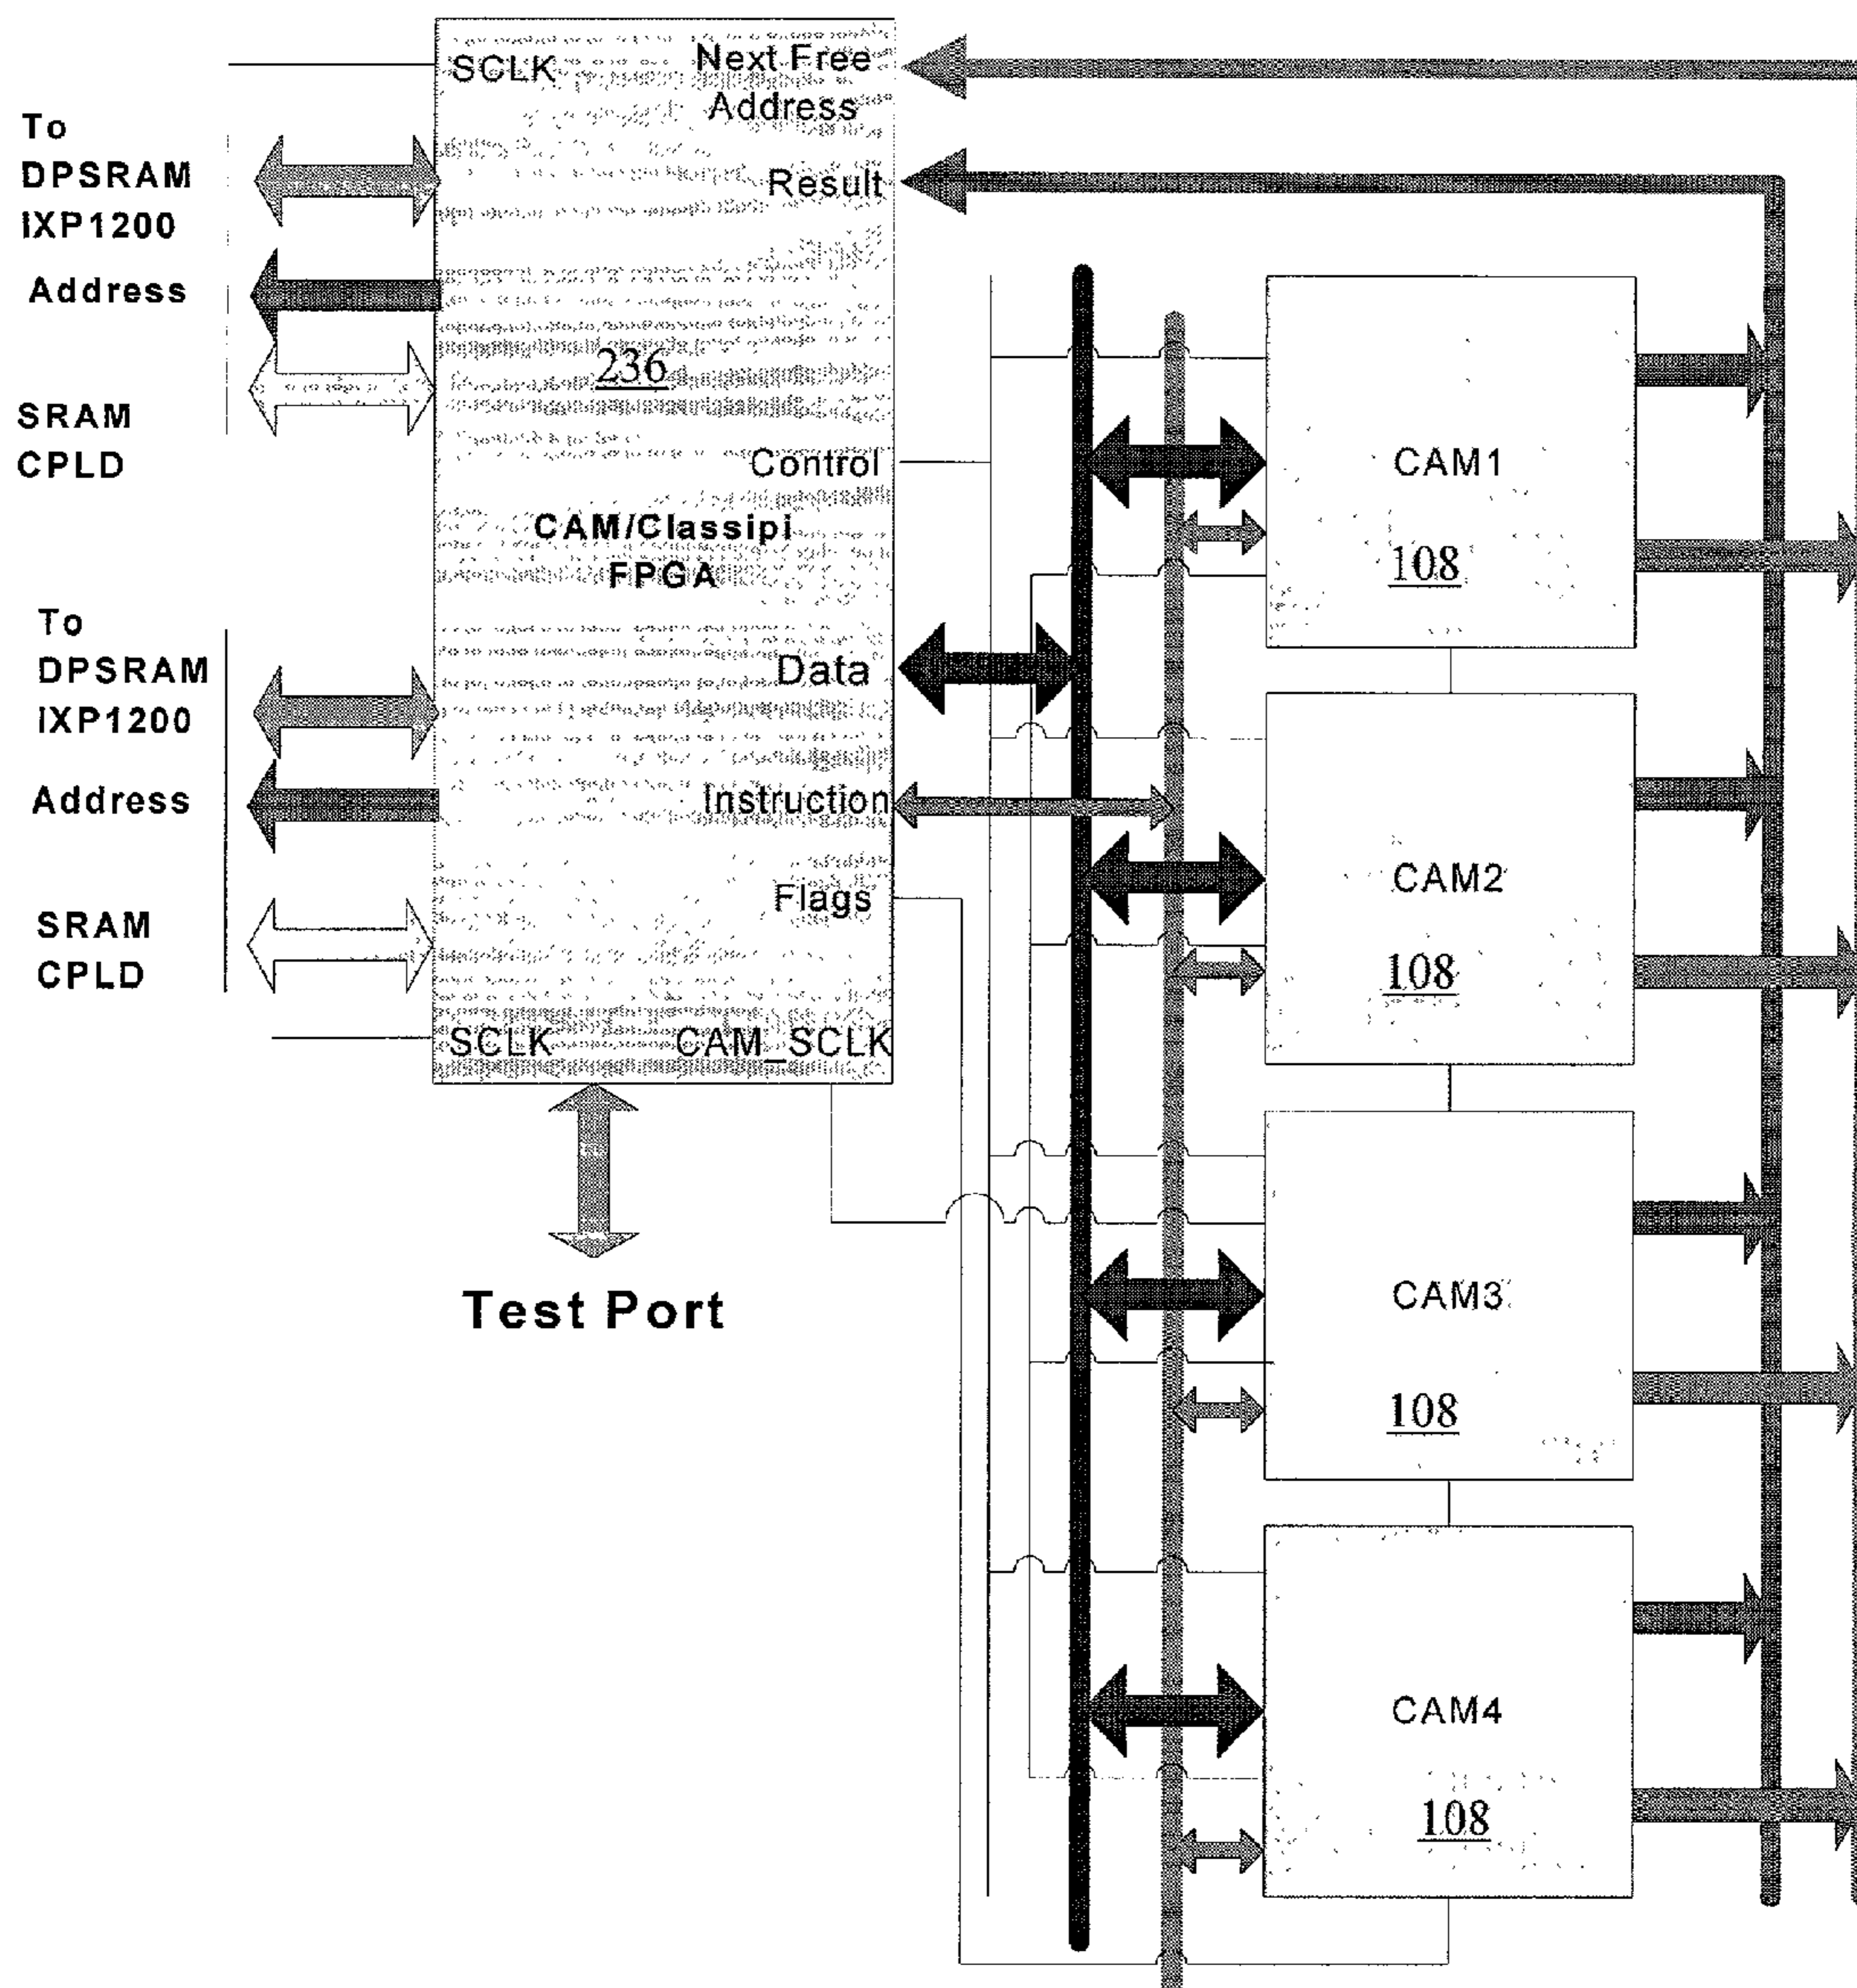 SCLK
Next Free
Address
To
DPSRAM
IXP1200
Result
Address
236
SRAM
CPLD
Control
CAM/Classipi
FPGA
To
DPSRAM
IXP1200
Data
Address
Instruction
Flags
SRAM
CPLD
SCLK
CAM_SCLK
Test Port
CAM1
108
CAM2
108
CAM3
108
CAM4
108